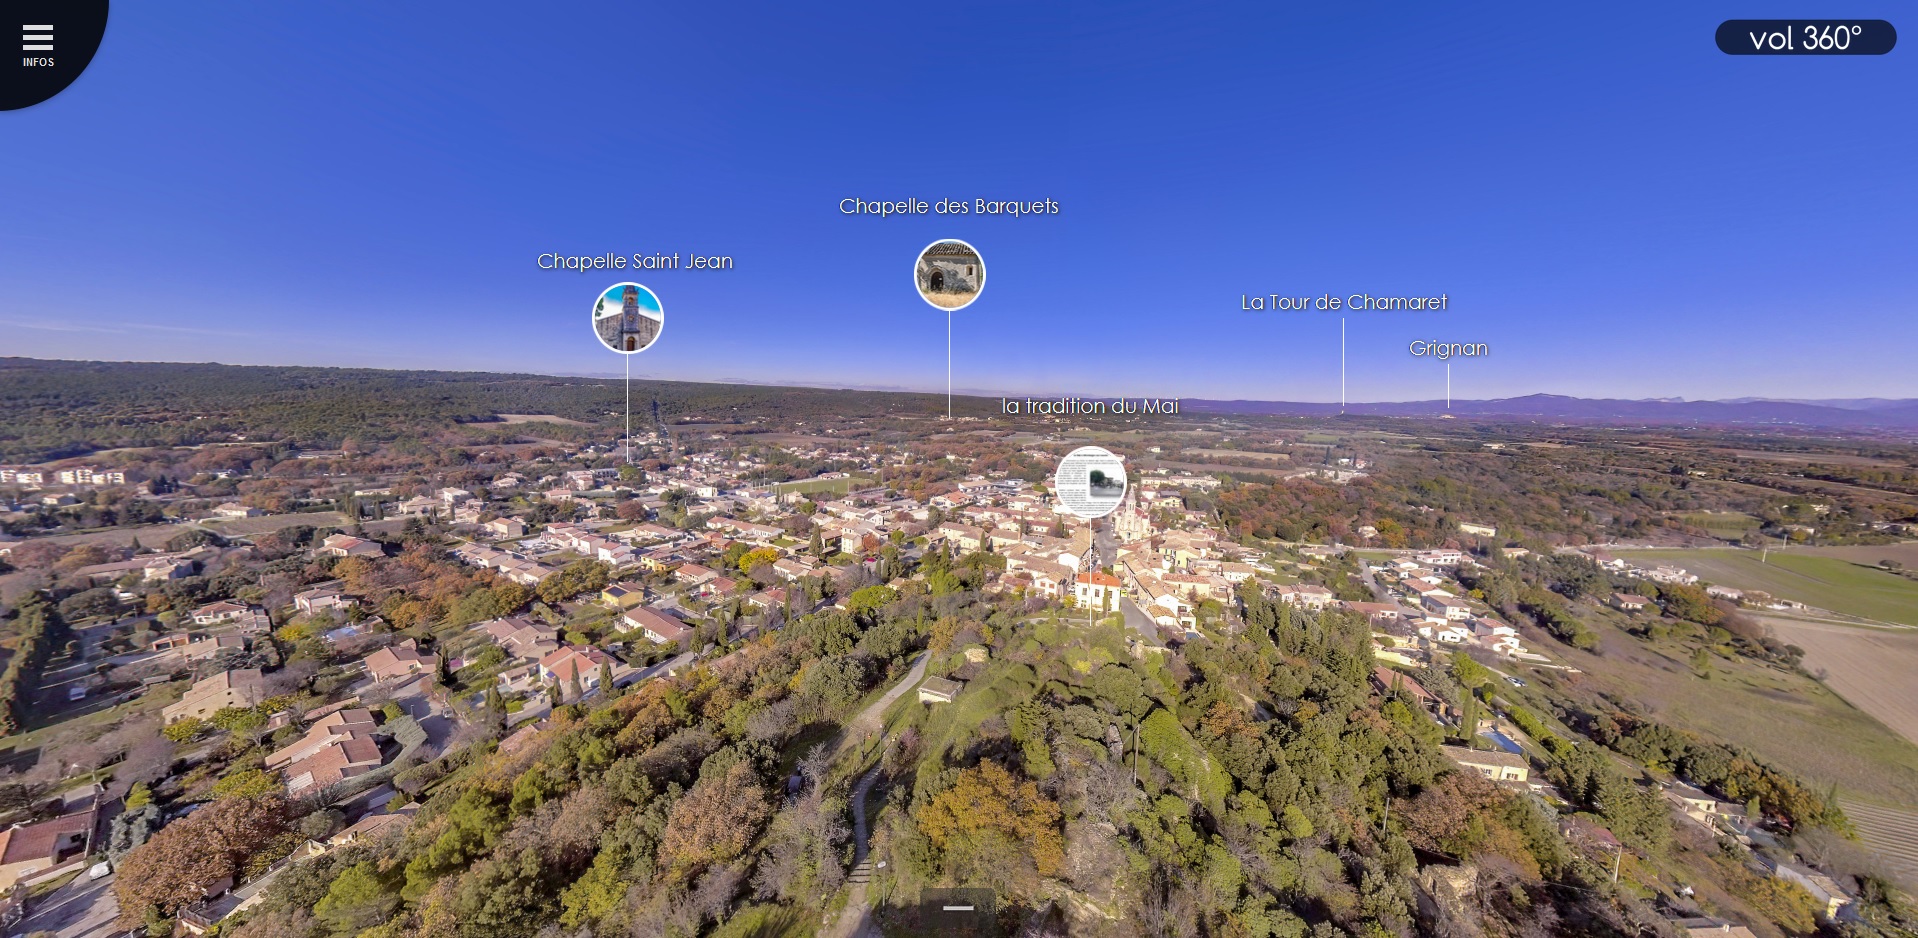 INFOS
vol 360°
Chapelle des Barquets
Chapelle Saint Jean
La Tour de Chamaret
Grignan
la tradition du Mai